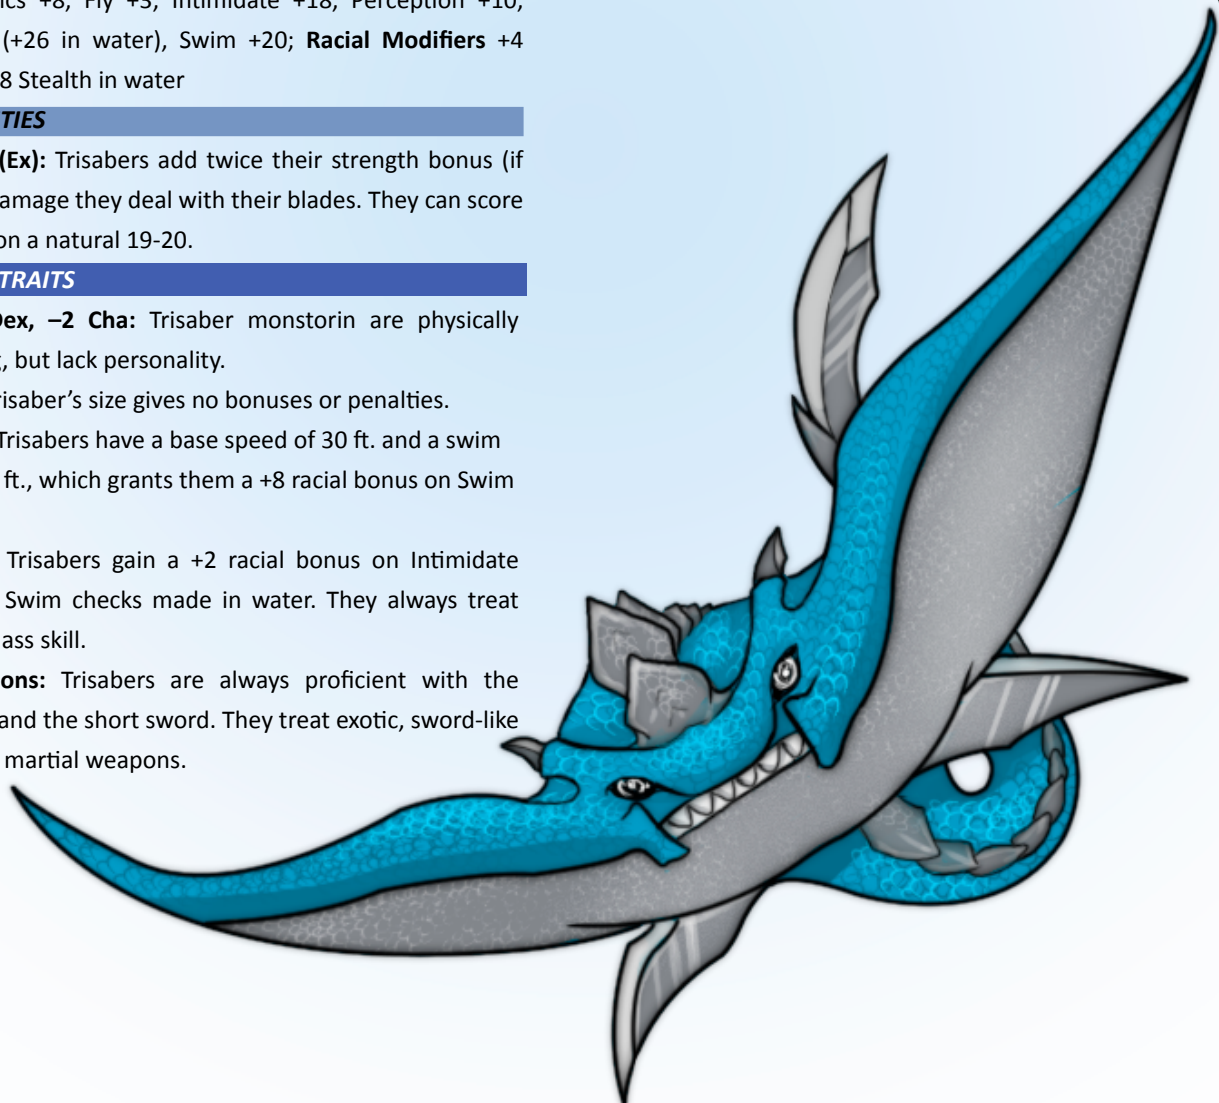 ics +8, Fly +3, Intimidate +18, Perception +10,
(+26 in water), Swim +20; Racial Modifiers +4
8 Stealth in water
TIES
(Ex): Trisabers add twice their strength bonus (if
amage they deal with their blades. They can score
on a natural 19-20.
TRAITS
Dex, –2 Cha: Trisaber monstorin are physically
, but lack personality.
risaber’s size gives no bonuses or penalties.
Trisabers have a base speed of 30 ft. and a swim
ft., which grants them a +8 racial bonus on Swim
Trisabers gain a +2 racial bonus on Intimidate
Swim checks made in water. They always treat
ass skill.
ons: Trisabers are always proficient with the
and the short sword. They treat exotic, sword-like
martial weapons.